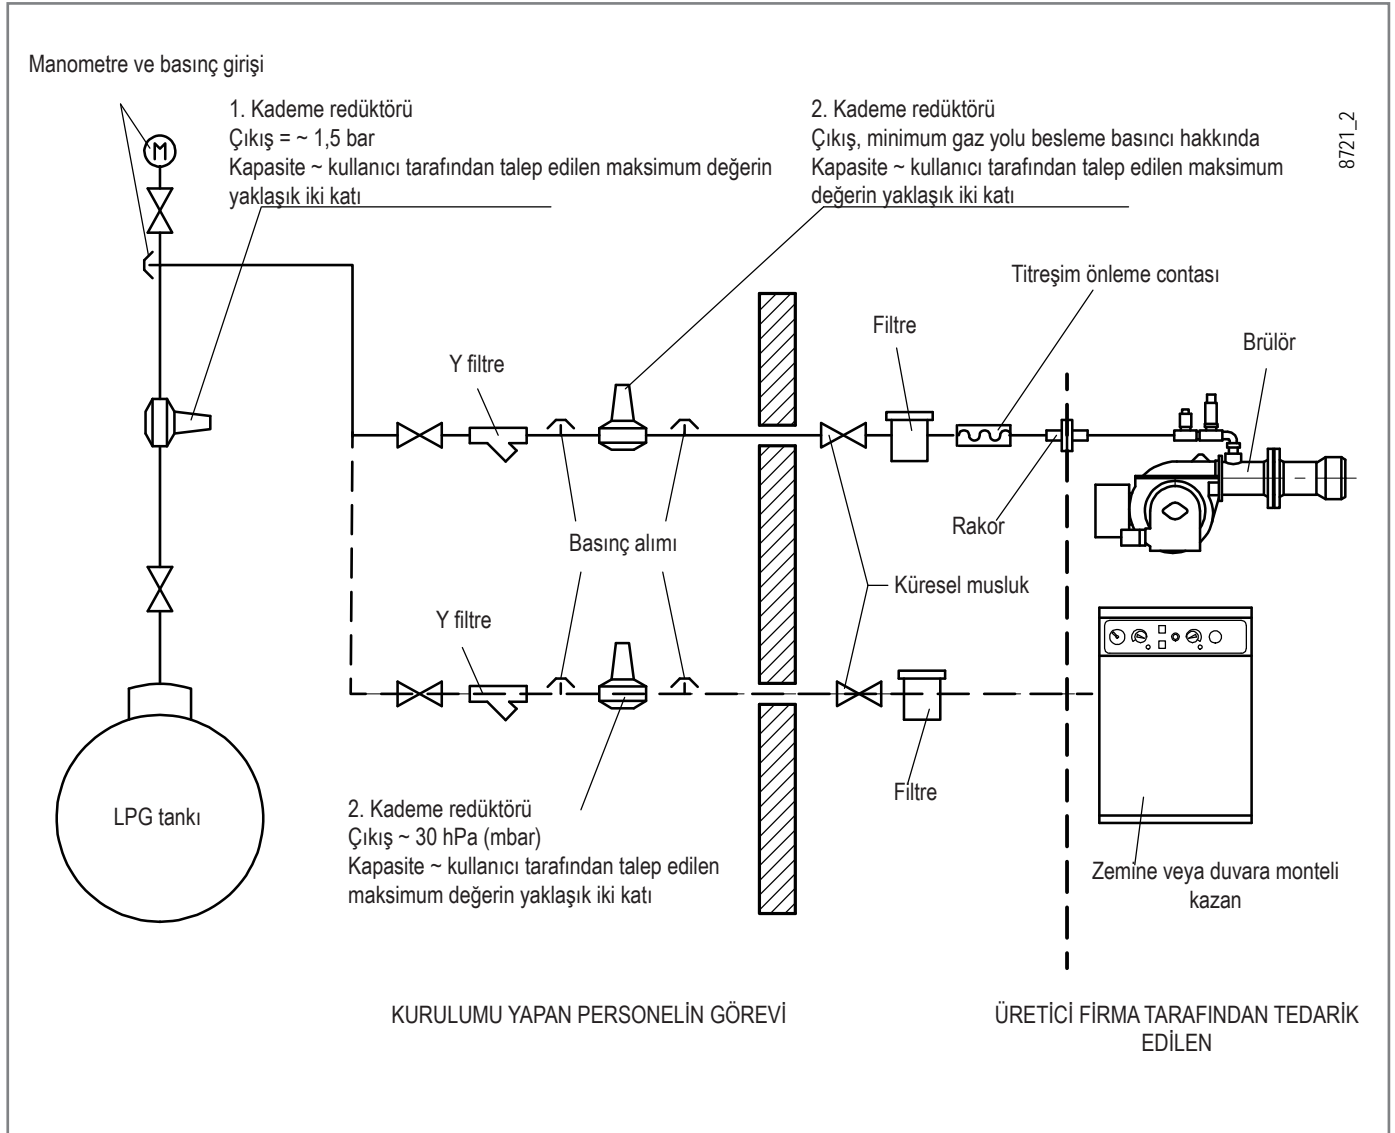 Manometre ve basınç girişi
1. Kademe redüktörü
Çıkış = ~ 1,5 bar
Kapasite ~ kullanıcı tarafından talep edilen maksimum değerin
yaklaşık iki katı
2. Kademe redüktörü
Çıkış, minimum gaz yolu besleme basıncı hakkında
Kapasite ~ kullanıcı tarafından talep edilen maksimum
değerin yaklaşık iki katı
8721_2
M
Titreşim önleme contası
Filtre
Brülör
Y filtre
Rakor
Basınç alımı
Küresel musluk
Y filtre
LPG tankı
2. Kademe redüktörü
Çıkış ~ 30 hPa (mbar)
Kapasite ~ kullanıcı tarafından talep edilen
maksimum değerin yaklaşık iki katı
Filtre
Zemine veya duvara monteli
kazan
KURULUMU YAPAN PERSONELİN GÖREVİ
ÜRETİCİ FİRMA TARAFINDAN TEDARİK
EDİLEN